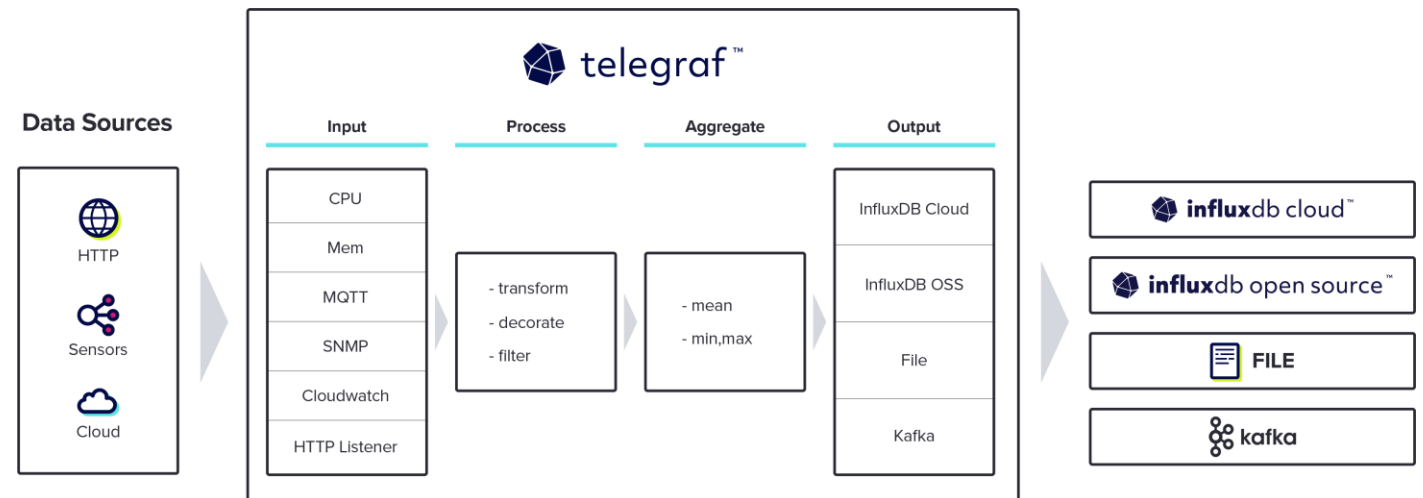 telegraf™
Data Sources
Input
Process
Aggregate
Output
HTTP
Sensors
Cloud
CPU
Mem
MQTT
SNMP
Cloudwatch
HTTP Listener
- transform
- decorate
- filter
- mean
- min,max
InfluxDB Cloud
InfluxDB OSS
File
Kafka
influxdb cloud™
influxdb open source™
FILE
kafka